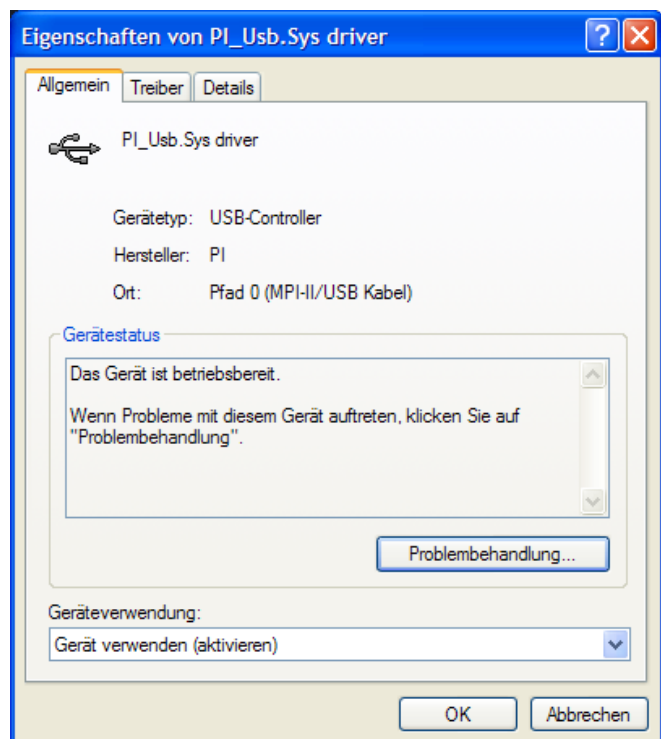 Eigenschaften von PI_Usb.Sys driver
Allgemein Treiber Details
PI_Usb.Sys driver
Gerätetyp: USB-Controller
Hersteller: PI
Ort: Pfad 0 (MPI-II/USB Kabel)
Gerätestatus
Das Gerät ist betriebsbereit.
Wenn Probleme mit diesem Gerät auftreten, klicken Sie auf
"Problembehandlung".
Problembehandlung...
Geräteverwendung:
Gerät verwenden (aktivieren)
OK Abbrechen